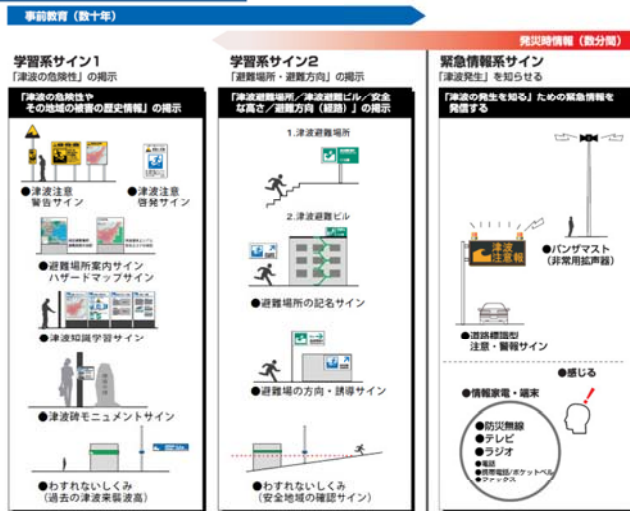 事前教育（数十年）
発災時情報（数分間）
学習系サイン1
「津波の危険性」の掲示
「津波の危険性や
その地域の被害の歴史情報」の掲示
●津波注意
警告サイン
●津波注意
啓発サイン
●避難場所案内サイン
ハザードマップサイン
●津波知識学習サイン
●津波碑モニュメントサイン
●わすれないしくみ
（過去の津波来襲波高）
学習系サイン2
「避難場所・避難方向」の掲示
「津波避難場所／津波避難ビル／安全
な高さ／避難方向（経路）」の掲示
1.津波避難場所
2.津波避難ビル
●避難場所の記名サイン
●避難場の方向・誘導サイン
●わすれないしくみ
（安全地域の確認サイン）
緊急情報系サイン
「津波発生」を知らせる
「津波の発生を知る」ための緊急情報を
発信する
津波
注意報
●パンザマスト
（非常用拡声器）
●道路標識型
注意・警報サイン
●感じる
●情報家電・端末
●防災無線
●テレビ
●ラジオ
●電話
●携帯電話/ポケットベル
●ファックス